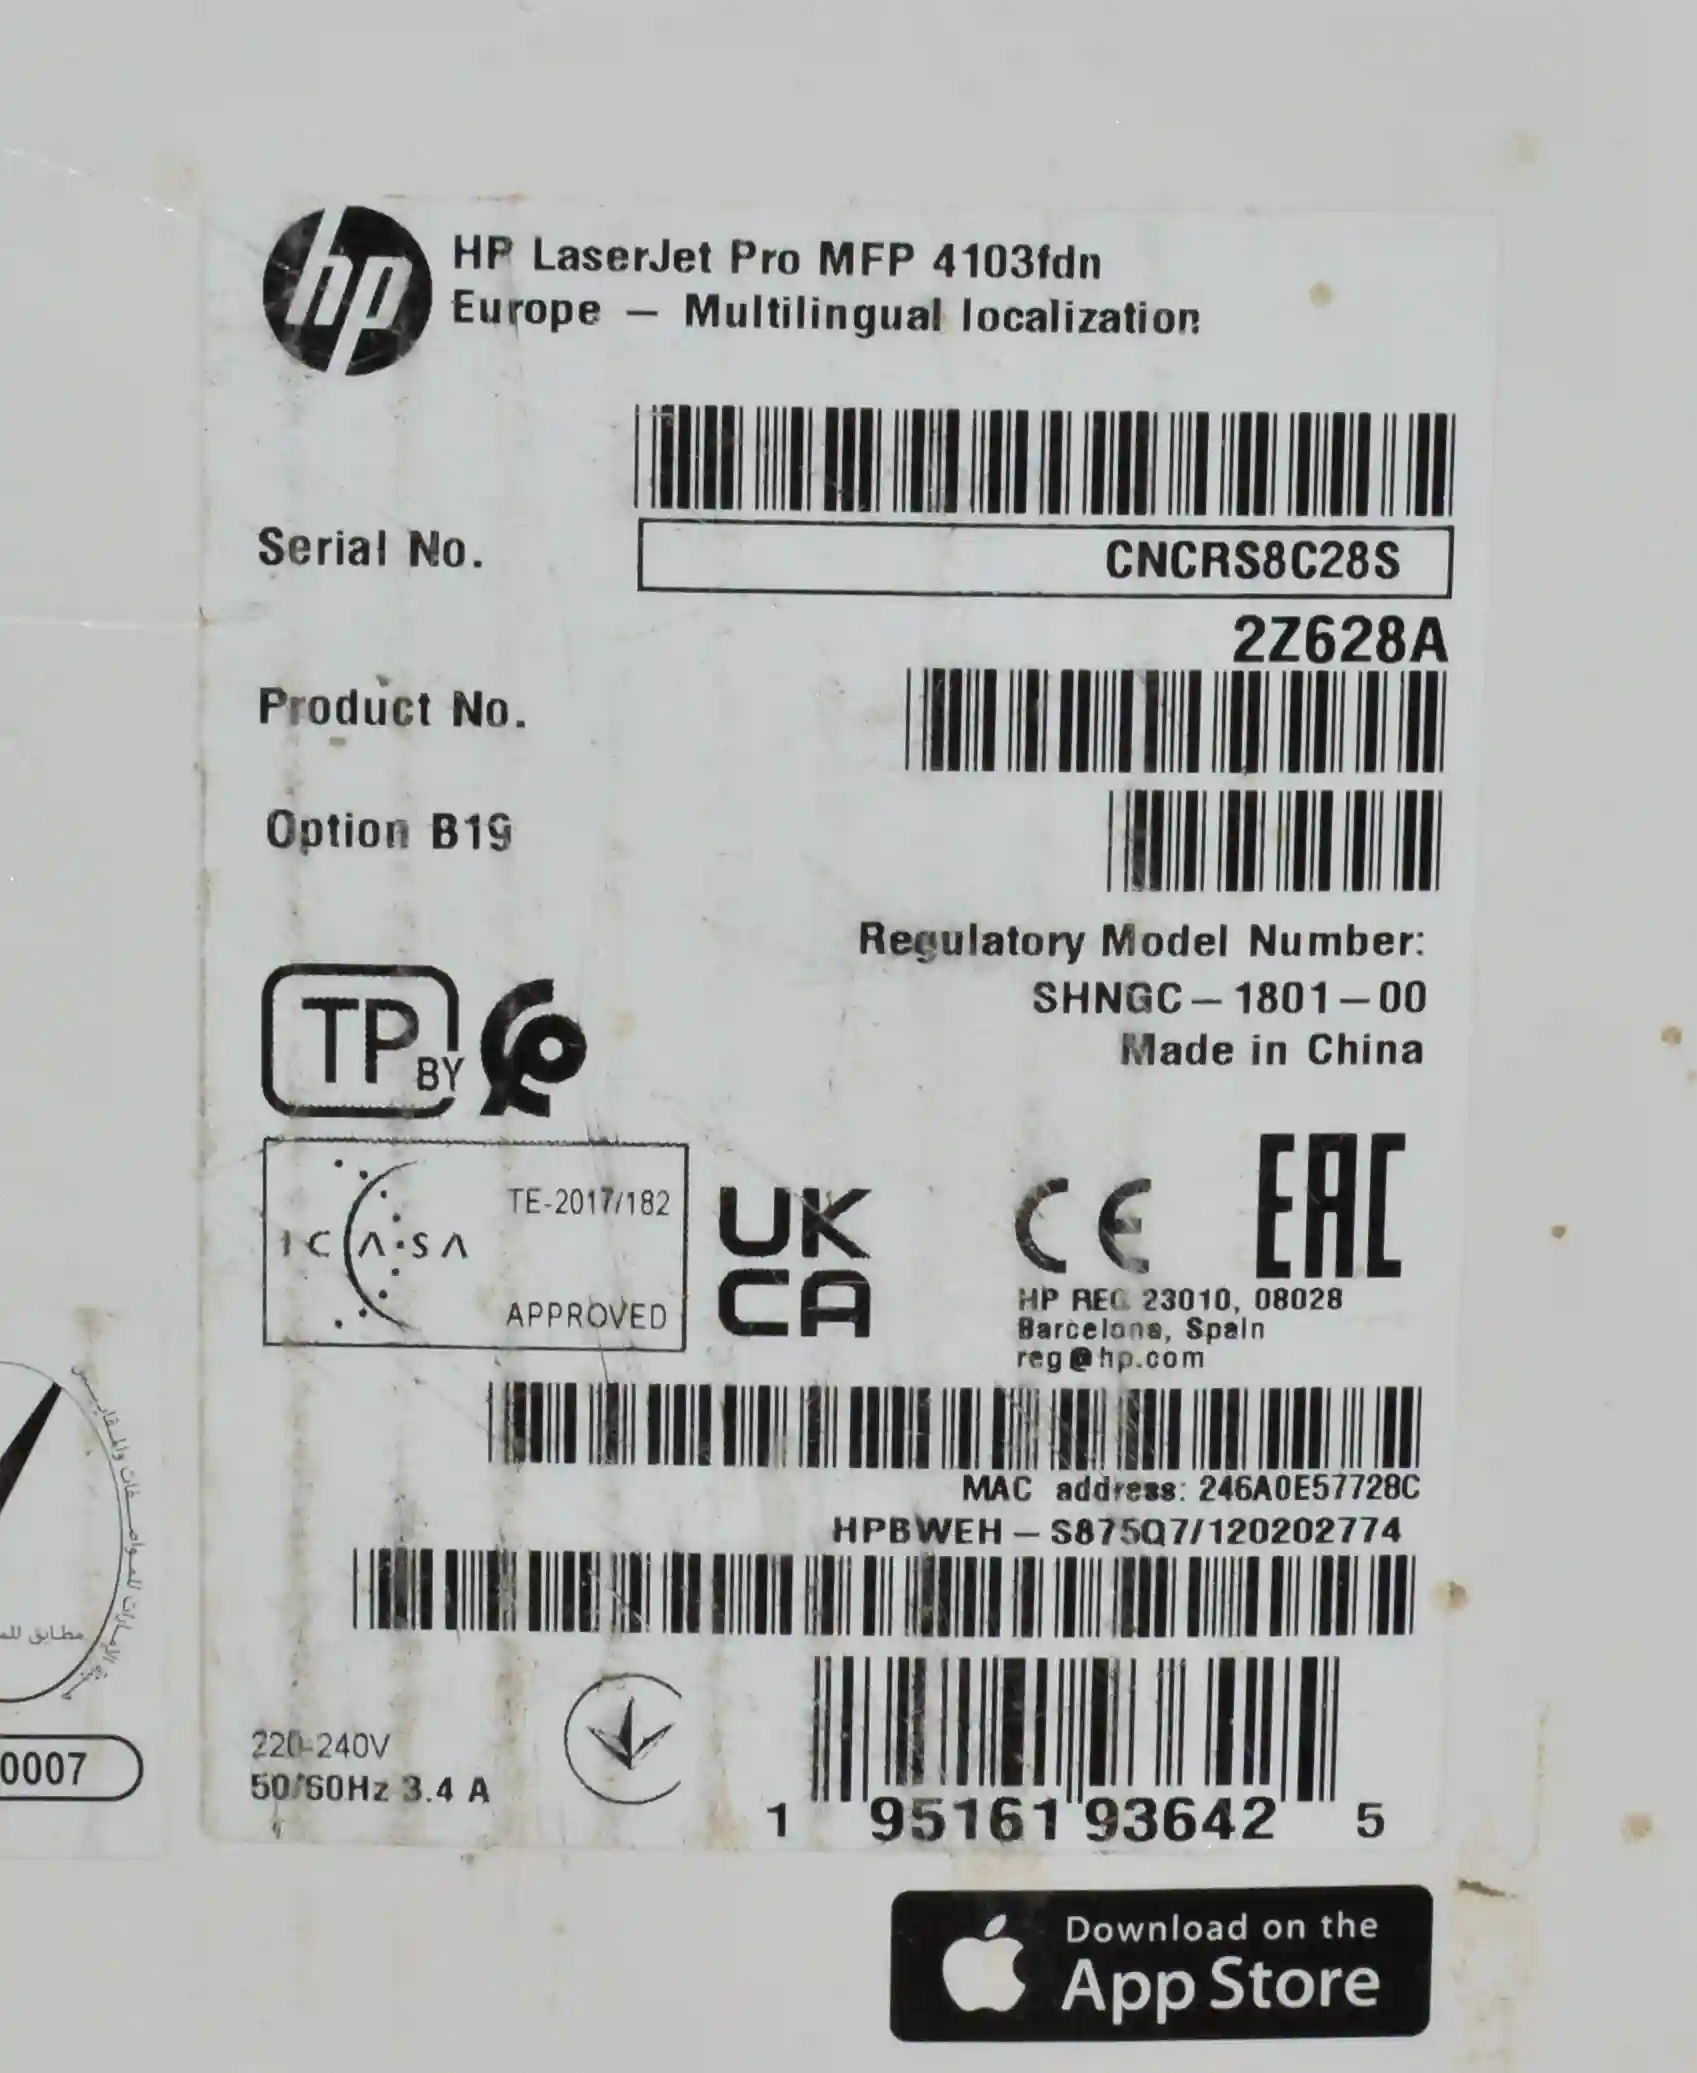 hp
HP LaserJet Pro MFP 4103fdn
Europe – Multilingual localization
Serial No.
CNCRS8C28S
2Z628A
Product No.
Option B19
Regulatory Model Number:
SHNGC–1801–00
Made in China
TP BY
ICASA
TE-2017/182
APPROVED
UK
CA
CE
EAC
HP REG 23010, 08028
Barcelona, Spain
reg@hp.com
MAC address: 246A0E57728C
HPBWEH – S875Q7/120202774
220-240V
50/60Hz 3.4 A
1 95161 93642 5
0007
Download on the
App Store